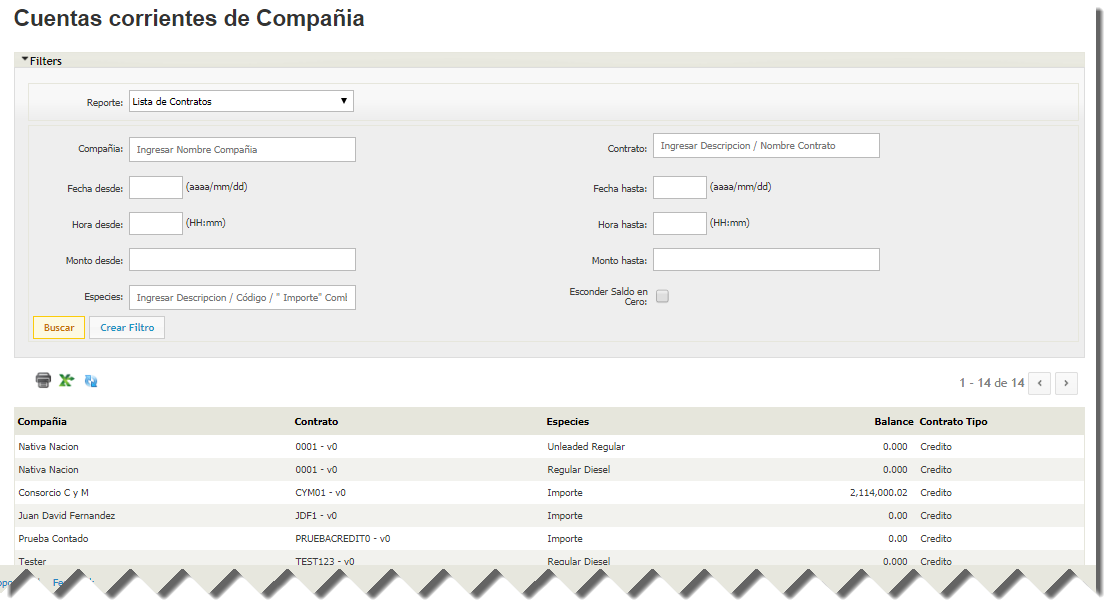 Cuentas corrientes de Compañia
Filters
Reporte: Lista de Contratos
Compañia: Ingresar Nombre Compañia Contrato: Ingresar Descripcion / Nombre Contrato
Fecha desde: (aaaa/mm/dd) Fecha hasta: (aaaa/mm/dd)
Hora desde: (HH:mm) Hora hasta: (HH:mm)
Monto desde: Monto hasta:
Especies: Ingresar Descripcion / Código / " Importe" Coml Esconder Saldo en
Cero:
Buscar Crear Filtro
1 - 14 de 14
Compañia Contrato Especies Balance Contrato Tipo
Nativa Nacion 0001 - v0 Unleaded Regular 0.000 Credito
Nativa Nacion 0001 - v0 Regular Diesel 0.000 Credito
Consorcio C y M CYM01 - v0 Importe 2,114,000.02 Credito
Juan David Fernandez JDF1 - v0 Importe 0.00 Credito
Prueba Contado PRUEBACREDITO - v0 Importe 0.00 Credito
Tester TEST123 - v0 Regular Diesel 0.000 Credito